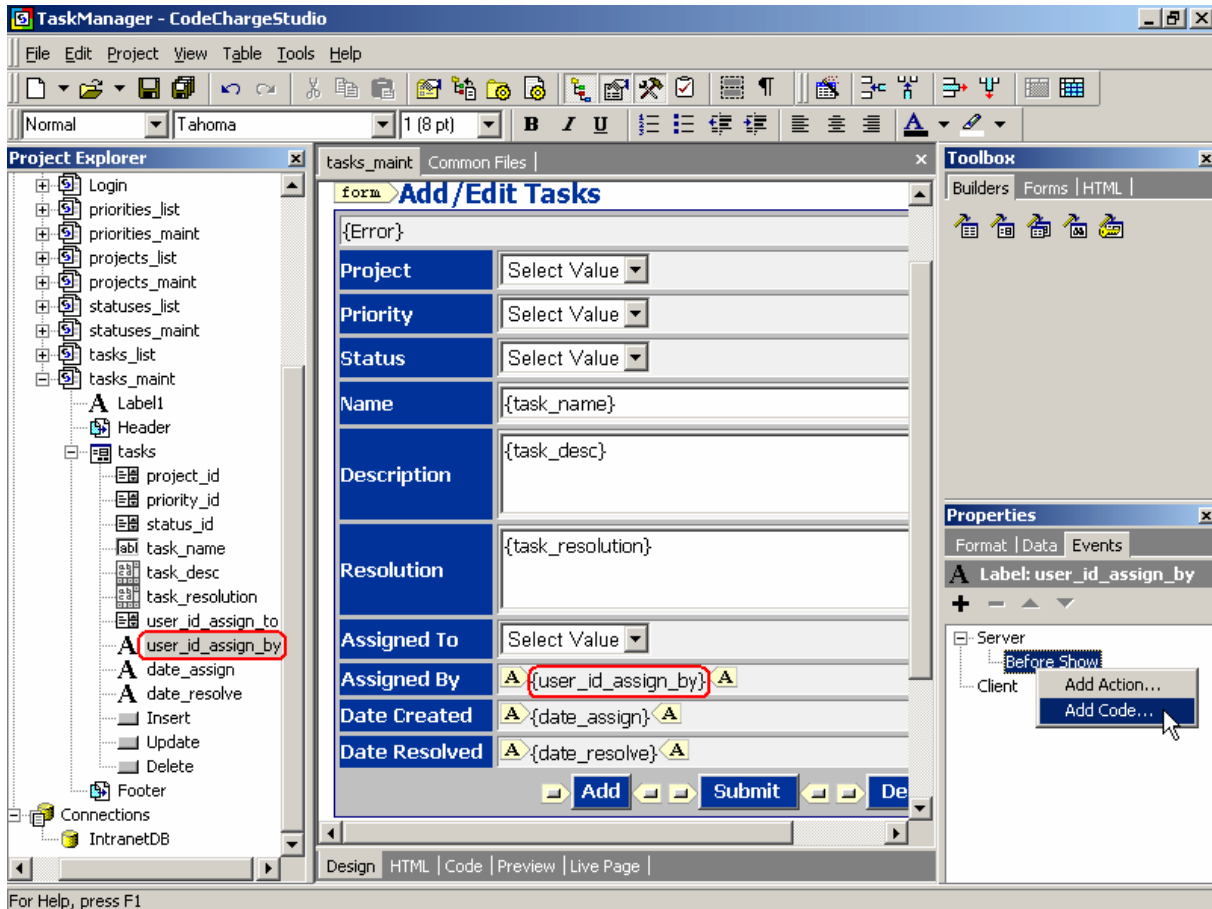 TaskManager - CodeChargeStudio
File Edit Project View Table Tools Help
Normal Tahoma 1 (8 pt) B I U A
Project Explorer
Login
priorities_list
priorities_maint
projects_list
projects_maint
statuses_list
statuses_maint
tasks_list
tasks_maint
A Label1
Header
tasks
project_id
priority_id
status_id
task_name
task_desc
task_resolution
user_id_assign_to
A user_id_assign_by
A date_assign
A date_resolve
Insert
Update
Delete
Footer
Connections
IntranetDB
tasks_maint Common Files
form Add/Edit Tasks
{Error}
Project Select Value
Priority Select Value
Status Select Value
Name {task_name}
Description {task_desc}
Resolution {task_resolution}
Assigned To Select Value
Assigned By A {user_id_assign_by} A
Date Created A {date_assign} A
Date Resolved A {date_resolve} A
Add Submit De
Design HTML Code Preview Live Page
Toolbox
Builders Forms HTML
Properties
Format Data Events
A Label: user_id_assign_by
Server
Before Show
Client
Add Action...
Add Code...
For Help, press F1